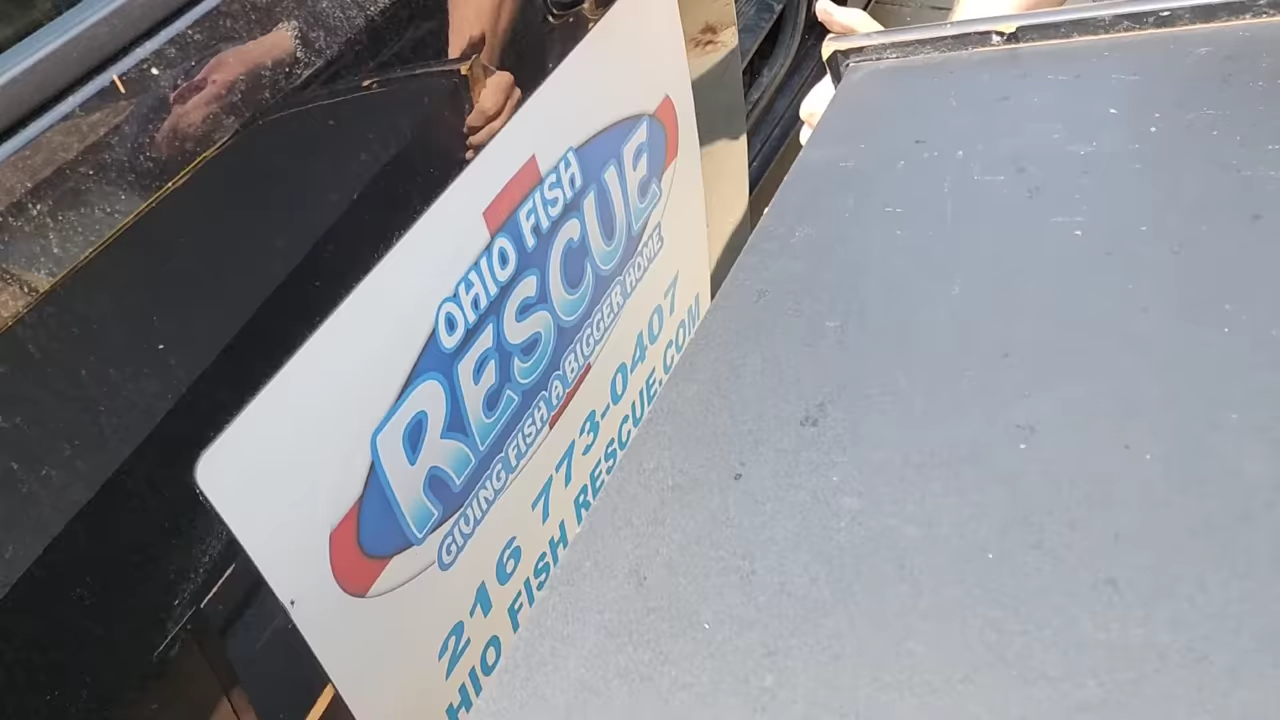 OHIO FISH
RESCUE
GIVING FISH A BIGGER HOME
216 773-0407
HIO FISH RESCUE.COM